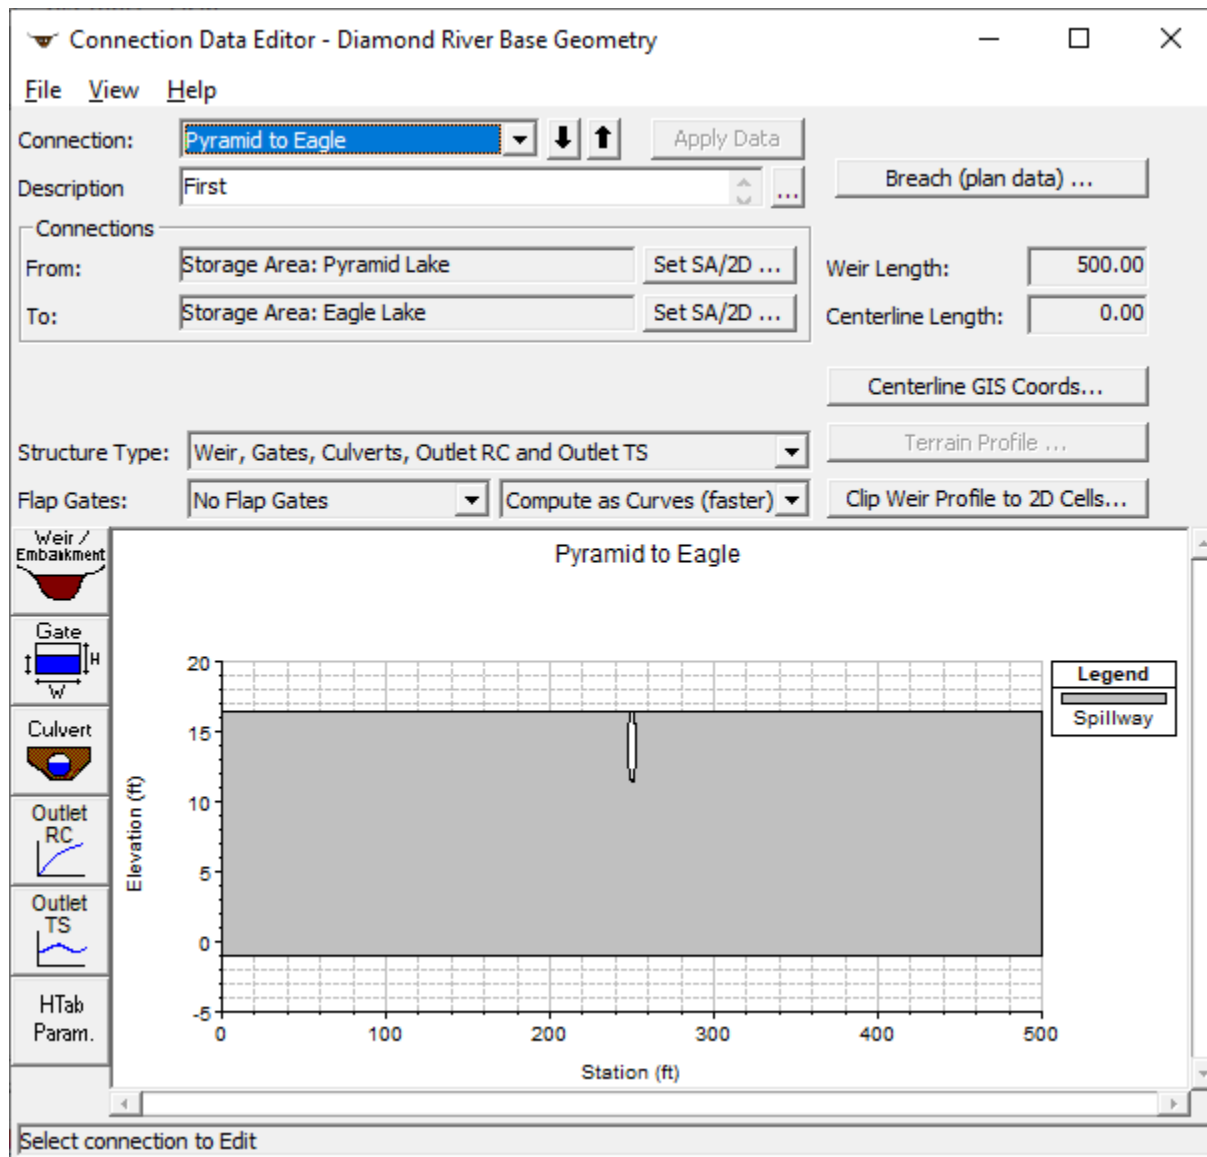 Connection Data Editor - Diamond River Base Geometry
File View Help
Connection: Pyramid to Eagle Apply Data
Description First ... Breach (plan data) ...
Connections
From: Storage Area: Pyramid Lake Set SA/2D ... Weir Length: 500.00
To: Storage Area: Eagle Lake Set SA/2D ... Centerline Length: 0.00
Centerline GIS Coords...
Structure Type: Weir, Gates, Culverts, Outlet RC and Outlet TS Terrain Profile ...
Flap Gates: No Flap Gates Compute as Curves (faster) Clip Weir Profile to 2D Cells...
Weir /
Embankment
Gate
H
W
Culvert
Outlet
RC
Outlet
TS
HTab
Param.
Pyramid to Eagle
20
15
10
5
0
-5
Elevation (ft)
0 100 200 300 400 500
Station (ft)
Legend
Spillway
Select connection to Edit